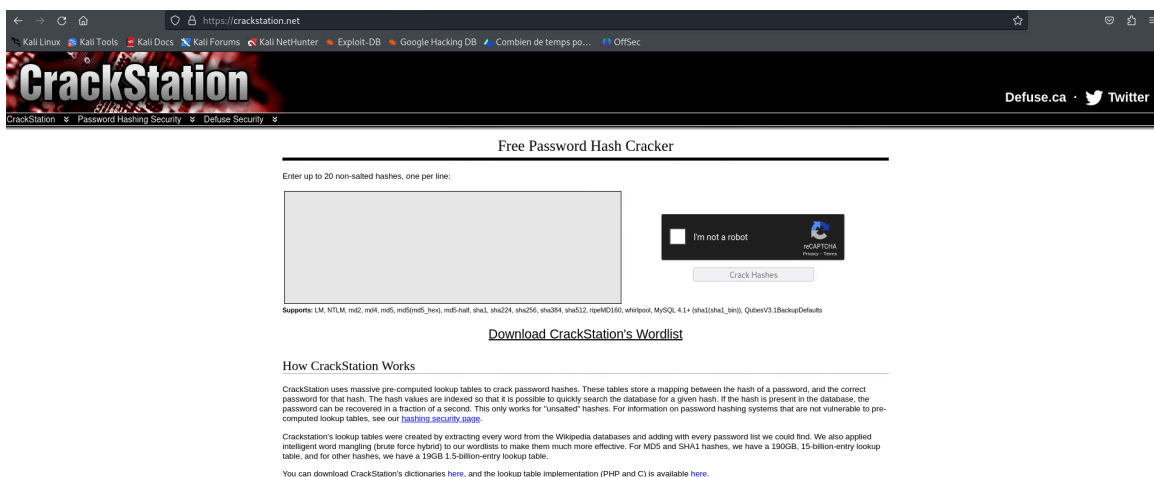 https://crackstation.net
Kali Linux Kali Tools Kali Docs Kali Forums Kali NetHunter Exploit-DB Google Hacking DB Combien de temps po... OffSec
CrackStation
Defuse.ca · Twitter
CrackStation Password Hashing Security Defuse Security
Free Password Hash Cracker
Enter up to 20 non-salted hashes, one per line:
I'm not a robot
reCAPTCHA
Privacy - Terms
Crack Hashes
Supports: LM, NTLM, md2, md4, md5, md5(md5_hex), md5-half, sha1, sha224, sha256, sha384, sha512, ripeMD160, whirlpool, MySQL 4.1+ (sha1(sha1_bin)), QubesV3.1BackupDefaults
Download CrackStation's Wordlist
How CrackStation Works
CrackStation uses massive pre-computed lookup tables to crack password hashes. These tables store a mapping between the hash of a password, and the correct
password for that hash. The hash values are indexed so that it is possible to quickly search the database for a given hash. If the hash is present in the database, the
password can be recovered in a fraction of a second. This only works for "unsalted" hashes. For information on password hashing systems that are not vulnerable to pre-
computed lookup tables, see our hashing security page.
Crackstation's lookup tables were created by extracting every word from the Wikipedia databases and adding with every password list we could find. We also applied
intelligent word mangling (brute force hybrid) to our wordlists to make them much more effective. For MD5 and SHA1 hashes, we have a 190GB, 15-billion-entry lookup
table, and for other hashes, we have a 19GB 1.5-billion-entry lookup table.
You can download CrackStation's dictionaries here, and the lookup table implementation (PHP and C) is available here.